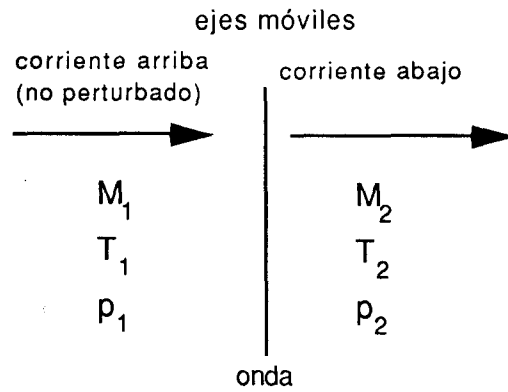 ejes móviles
corriente arriba
(no perturbado)
corriente abajo
M1
T1
p1
M2
T2
p2
onda